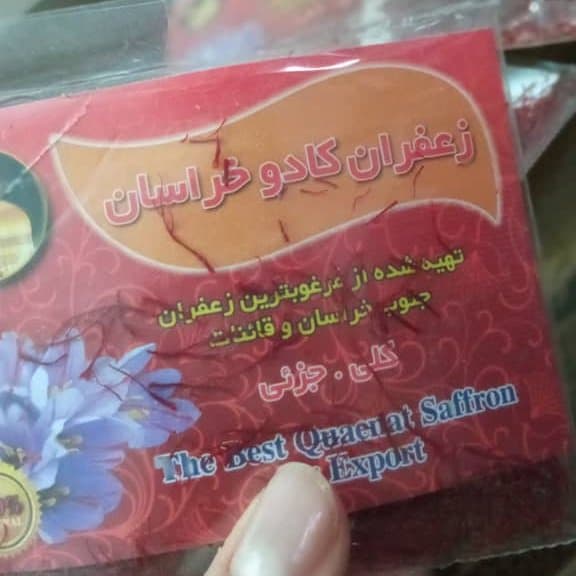 زعفران کادو خراسان
تهیه شده از مرغوبترین زعفران
جنوب خراسان و قائنات
کلی . جزئی
The Best Quaenat Saffron
Export